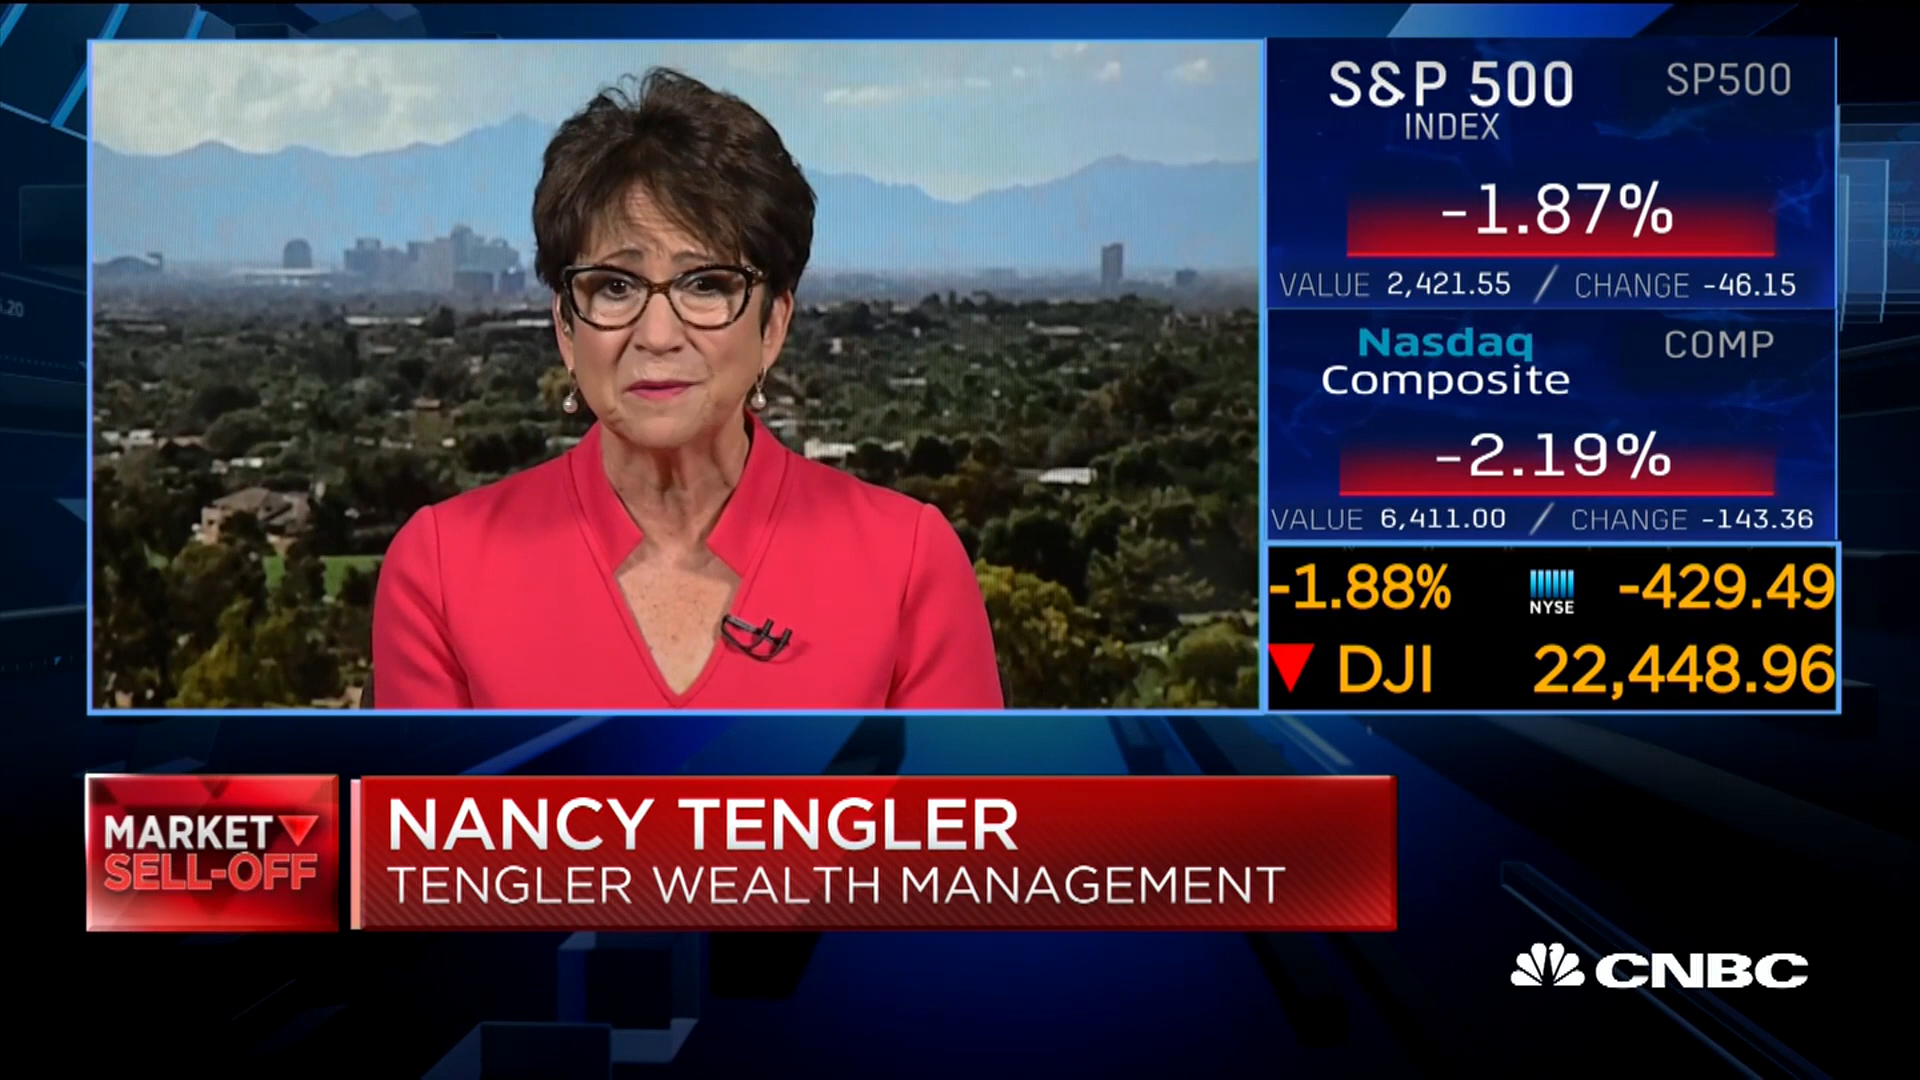 S&P 500 SP500
INDEX
-1.87%
VALUE 2,421.55 / CHANGE -46.15
Nasdaq COMP
Composite
-2.19%
VALUE 6,411.00 / CHANGE -143.36
-1.88% NYSE -429.49
DJI 22,448.96
MARKET
SELL-OFF
NANCY TENGLER
TENGLER WEALTH MANAGEMENT
CNBC